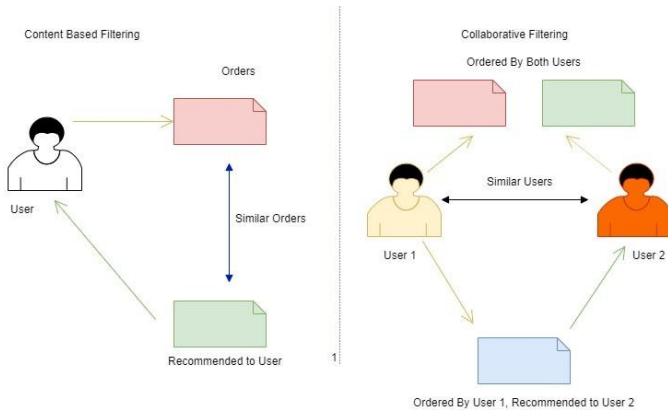 Content Based Filtering
Orders
User
Similar Orders
Recommended to User
1
Collaborative Filtering
Ordered By Both Users
Similar Users
User 1
User 2
Ordered By User 1, Recommended to User 2